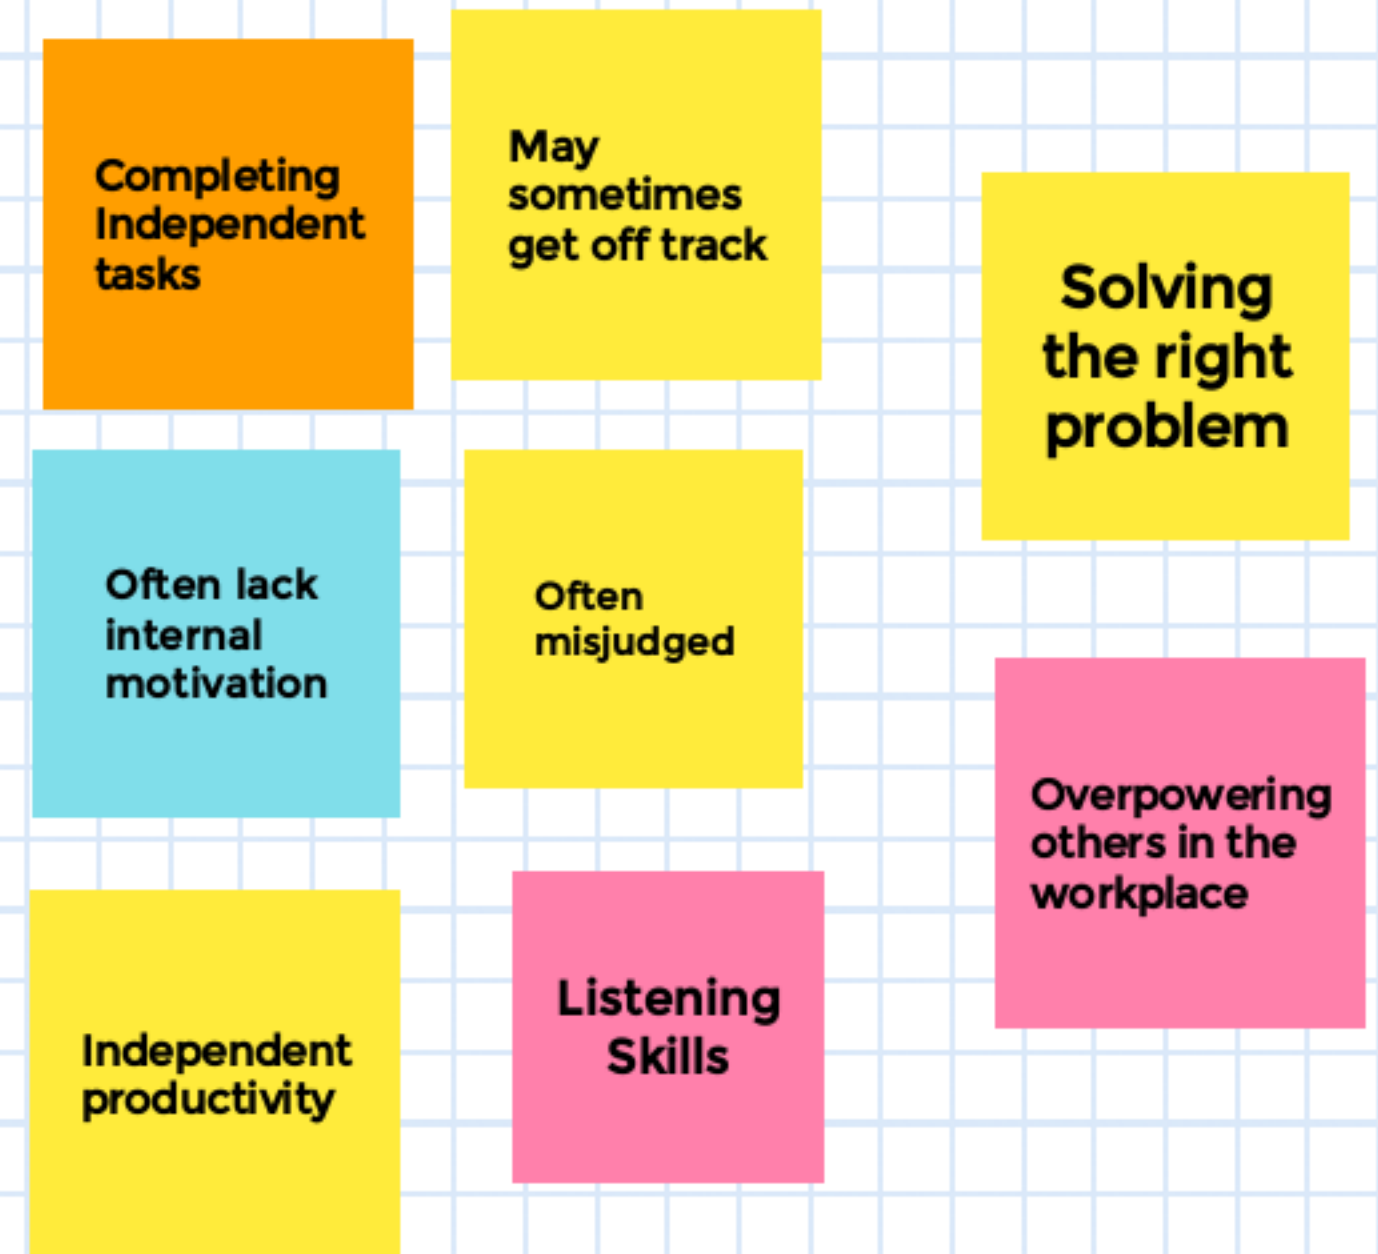 Completing
Independent
tasks
May
sometimes
get off track
Solving
the right
problem
Often lack
internal
motivation
Often
misjudged
Overpowering
others in the
workplace
Independent
productivity
Listening
Skills